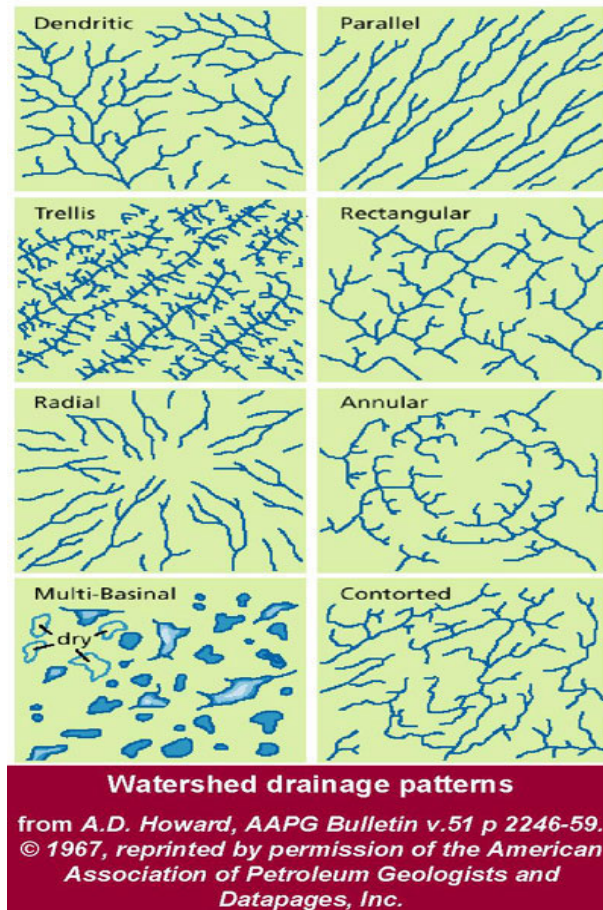 Dendritic
Parallel
Trellis
Rectangular
Radial
Annular
Multi-Basinal
Contorted
dry
Watershed drainage patterns
from A.D. Howard, AAPG Bulletin v.51 p 2246-59.
© 1967, reprinted by permission of the American
Association of Petroleum Geologists and
Datapages, Inc.